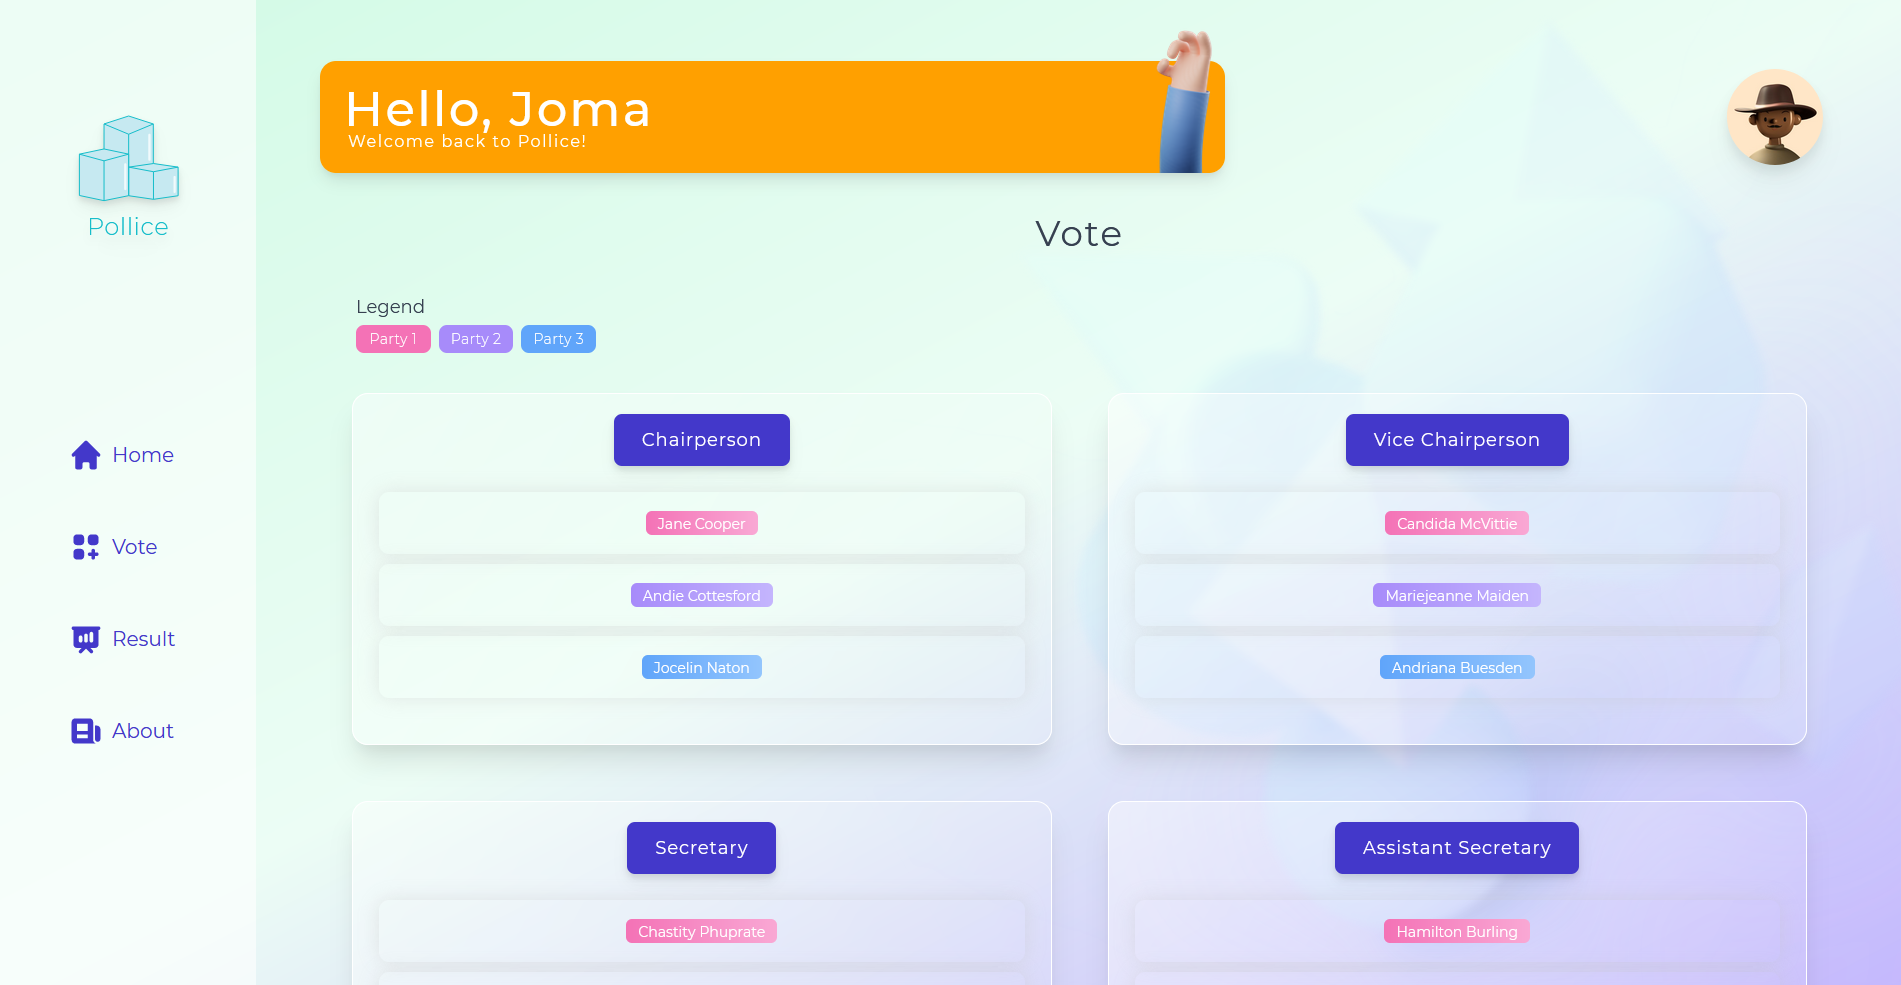 Pollice
Home
Vote
Result
About
Hello, Joma
Welcome back to Pollice!
Vote
Legend
Party 1
Party 2
Party 3
Chairperson
Jane Cooper
Andie Cottesford
Jocelin Naton
Vice Chairperson
Candida McVittie
Mariejeanne Maiden
Andriana Buesden
Secretary
Chastity Phuprate
Assistant Secretary
Hamilton Burling